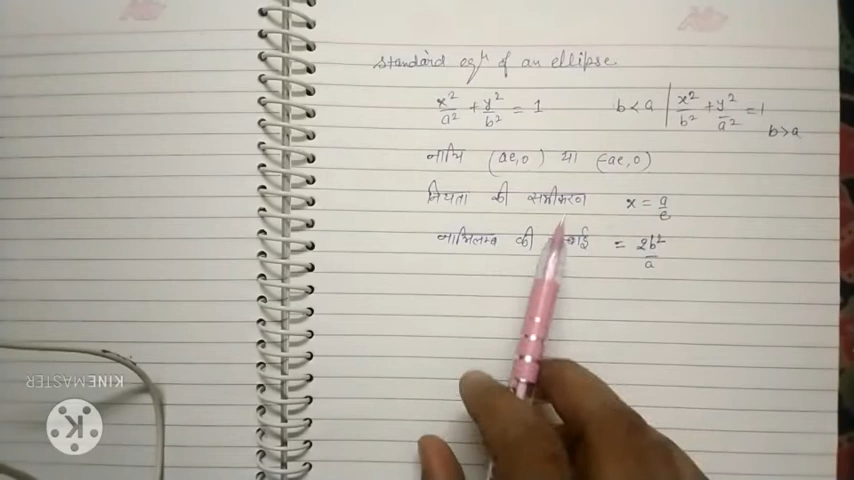 Standard eqn of an ellipse
x²/a² + y²/b² = 1 b < a | x²/b² + y²/a² = 1
b > a
नाभि (ae,0) या (-ae,0)
नियता की समीकरण x = a/e
नाभिलम्ब की = 2b²/a
KINEMASTER
K